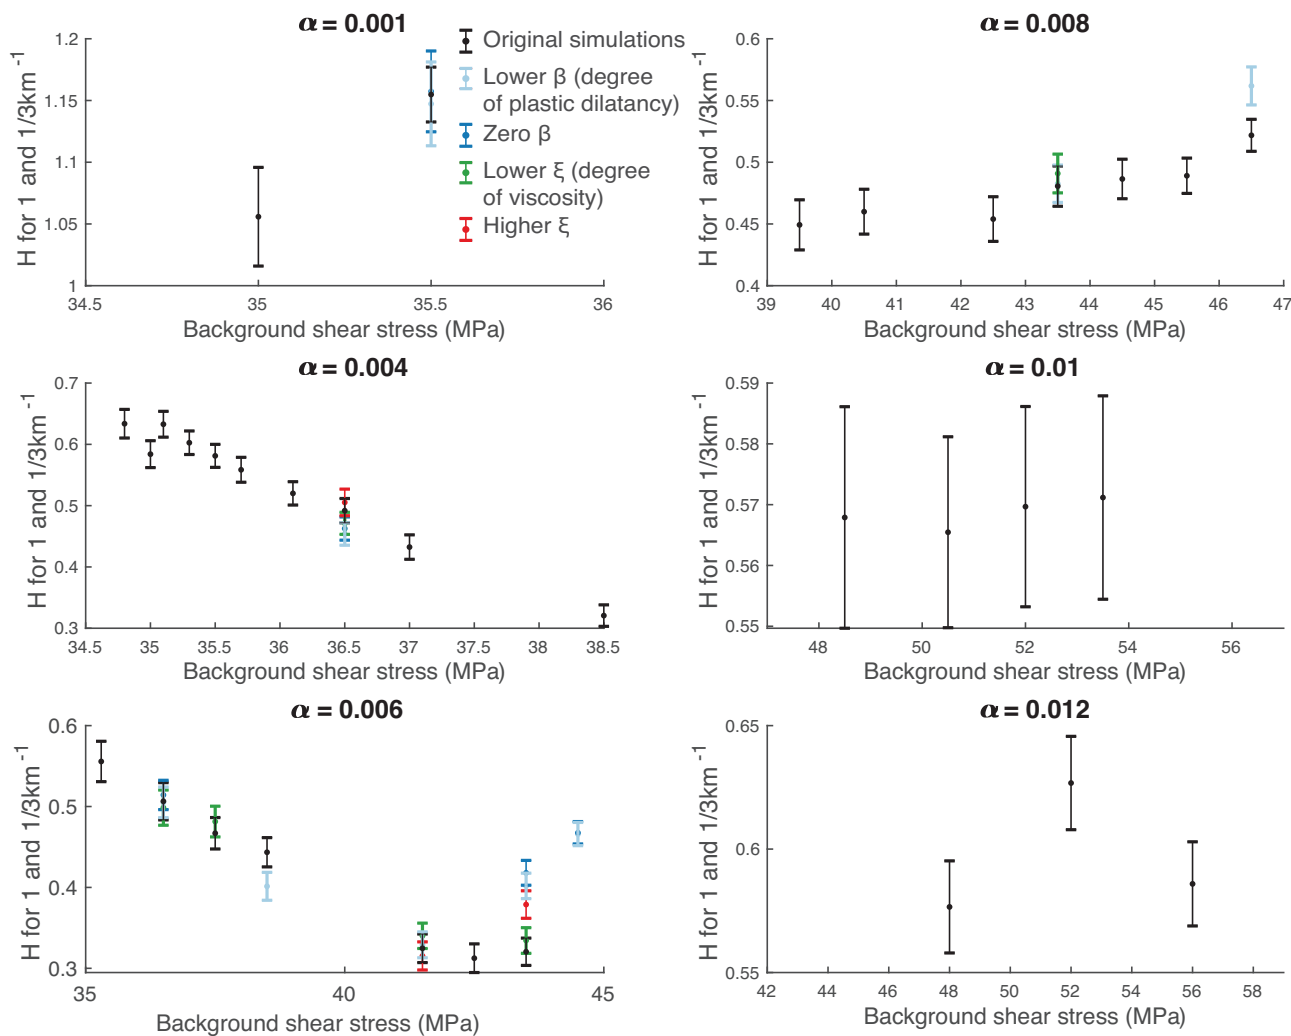 α = 0.001
1.2
1.15
1.1
1.05
1
34.5
35
35.5
36
H for 1 and 1/3km⁻¹
Background shear stress (MPa)
Original simulations
Lower β (degree
of plastic dilatancy)
Zero β
Lower ξ (degree
of viscosity)
Higher ξ
α = 0.008
0.6
0.55
0.5
0.45
0.4
39
40
41
42
43
44
45
46
47
H for 1 and 1/3km⁻¹
Background shear stress (MPa)
α = 0.004
0.7
0.6
0.5
0.4
0.3
34.5
35
35.5
36
36.5
37
37.5
38
38.5
H for 1 and 1/3km⁻¹
Background shear stress (MPa)
α = 0.01
0.59
0.58
0.57
0.56
0.55
48
50
52
54
56
H for 1 and 1/3km⁻¹
Background shear stress (MPa)
α = 0.006
0.6
0.5
0.4
0.3
35
40
45
H for 1 and 1/3km⁻¹
Background shear stress (MPa)
α = 0.012
0.65
0.6
0.55
42
44
46
48
50
52
54
56
58
H for 1 and 1/3km⁻¹
Background shear stress (MPa)